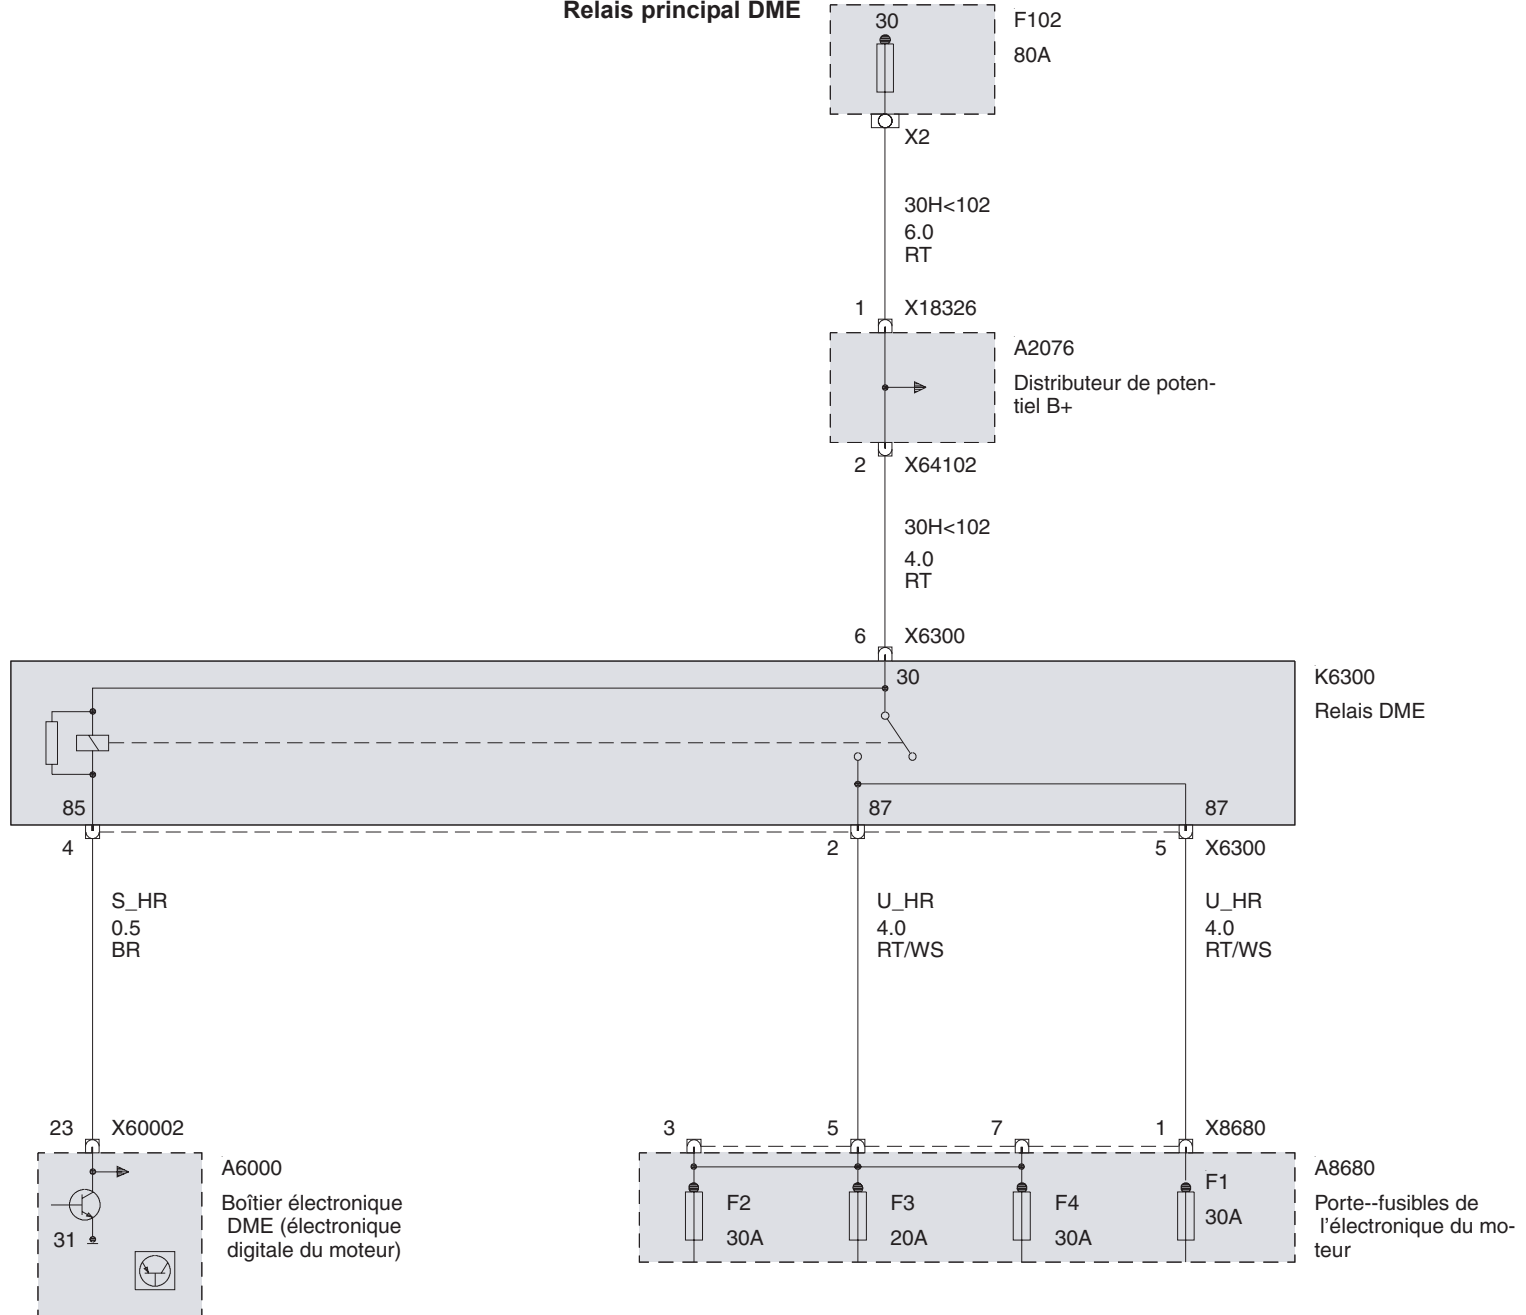 Relais principal DME
30
F102
80A
X2
30H<102
6.0
RT
1
X18326
A2076
Distributeur de poten-
tiel B+
2
X64102
30H<102
4.0
RT
6
X6300
30
K6300
Relais DME
85
87
87
4
2
5
X6300
S_HR
0.5
BR
U_HR
4.0
RT/WS
U_HR
4.0
RT/WS
23
X60002
3
5
7
1
X8680
A6000
Boîtier électronique
DME (électronique
digitale du moteur)
31
F2
30A
F3
20A
F4
30A
F1
30A
A8680
Porte--fusibles de
l'électronique du mo-
teur